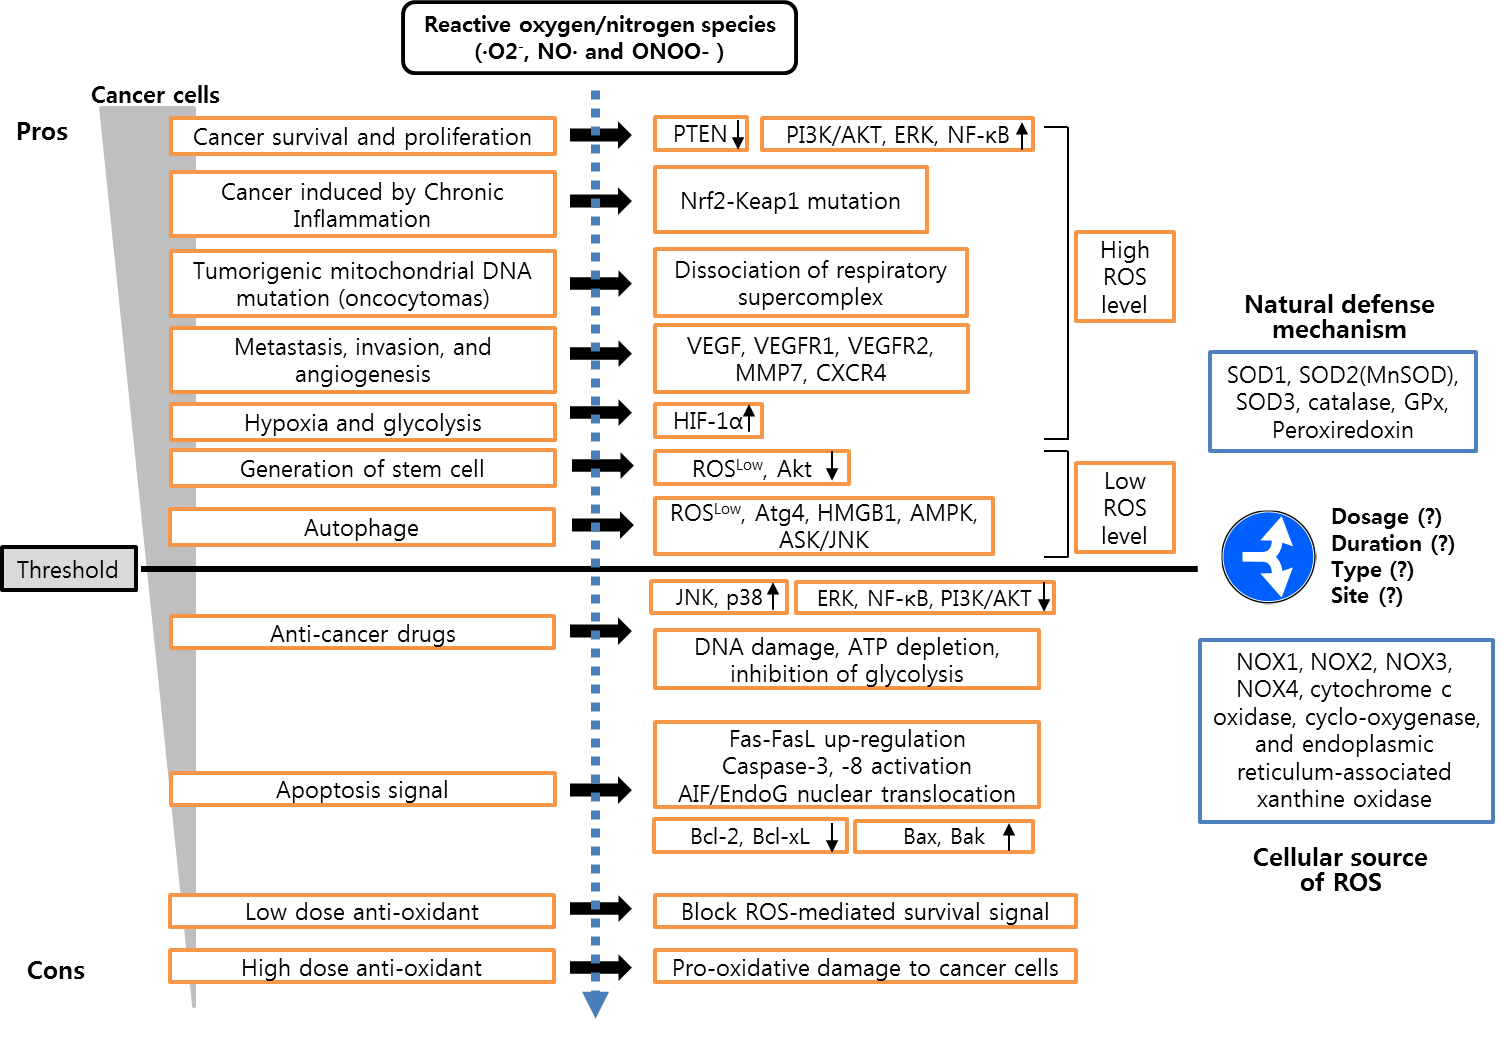 Reactive oxygen/nitrogen species
(·O2⁻, NO· and ONOO- )
Cancer cells
Pros
Cancer survival and proliferation
PTEN
PI3K/AKT, ERK, NF-κB
Cancer induced by Chronic
Inflammation
Nrf2-Keap1 mutation
Tumorigenic mitochondrial DNA
mutation (oncocytomas)
Dissociation of respiratory
supercomplex
Metastasis, invasion, and
angiogenesis
VEGF, VEGFR1, VEGFR2,
MMP7, CXCR4
Hypoxia and glycolysis
HIF-1α
High
ROS
level
Generation of stem cell
ROSᴸᵒʷ, Akt
Autophage
ROSᴸᵒʷ, Atg4, HMGB1, AMPK,
ASK/JNK
Low
ROS
level
Natural defense
mechanism
SOD1, SOD2(MnSOD),
SOD3, catalase, GPx,
Peroxiredoxin
Dosage (?)
Duration (?)
Type (?)
Site (?)
Threshold
Anti-cancer drugs
JNK, p38
ERK, NF-κB, PI3K/AKT
DNA damage, ATP depletion,
inhibition of glycolysis
Apoptosis signal
Fas-FasL up-regulation
Caspase-3, -8 activation
AIF/EndoG nuclear translocation
Bcl-2, Bcl-xL
Bax, Bak
NOX1, NOX2, NOX3,
NOX4, cytochrome c
oxidase, cyclo-oxygenase,
and endoplasmic
reticulum-associated
xanthine oxidase
Cellular source
of ROS
Low dose anti-oxidant
Block ROS-mediated survival signal
Cons
High dose anti-oxidant
Pro-oxidative damage to cancer cells